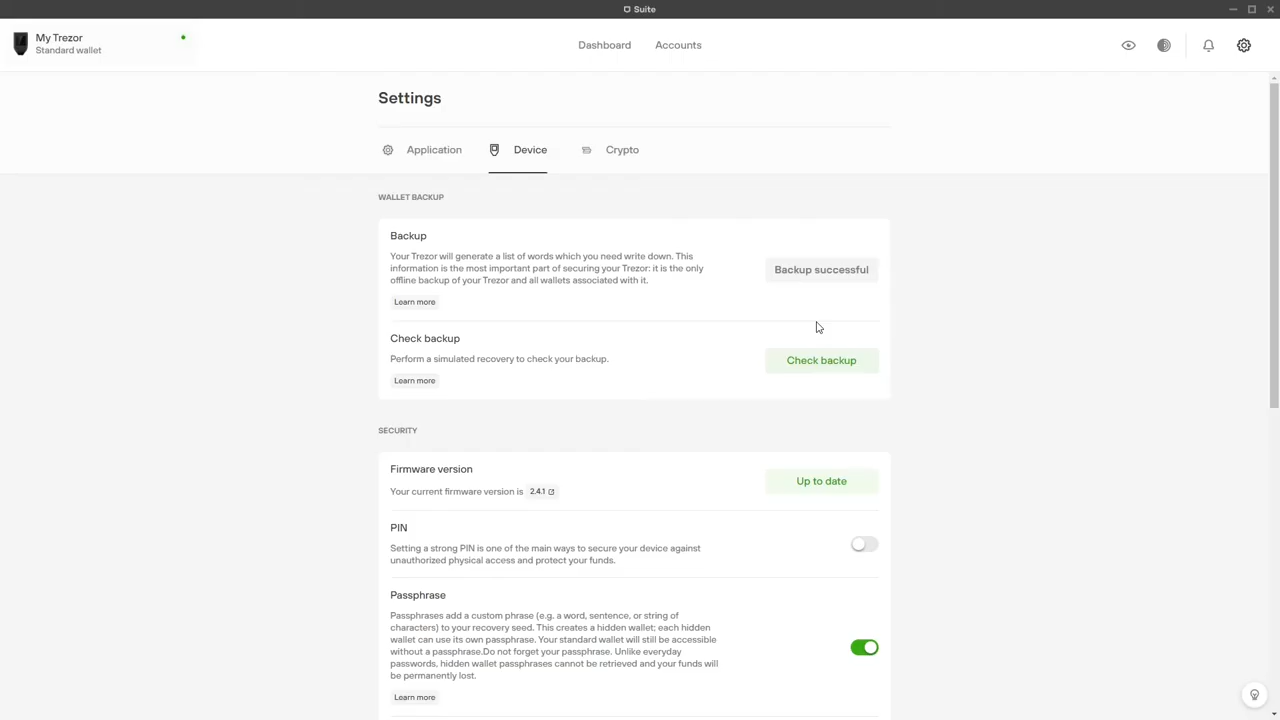 Suite
My Trezor
Standard wallet
Dashboard
Accounts
Settings
Application
Device
Crypto
WALLET BACKUP
Backup
Your Trezor will generate a list of words which you need write down. This
information is the most important part of securing your Trezor: it is the only
offline backup of your Trezor and all wallets associated with it.
Learn more
Backup successful
Check backup
Perform a simulated recovery to check your backup.
Learn more
Check backup
SECURITY
Firmware version
Your current firmware version is 2.4.1
Up to date
PIN
Setting a strong PIN is one of the main ways to secure your device against
unauthorized physical access and protect your funds.
Passphrase
Passphrases add a custom phrase (e.g. a word, sentence, or string of
characters) to your recovery seed. This creates a hidden wallet; each hidden
wallet can use its own passphrase. Your standard wallet will still be accessible
without a passphrase.Do not forget your passphrase. Unlike everyday
passwords, hidden wallet passphrases cannot be retrieved and your funds will
be permanently lost.
Learn more